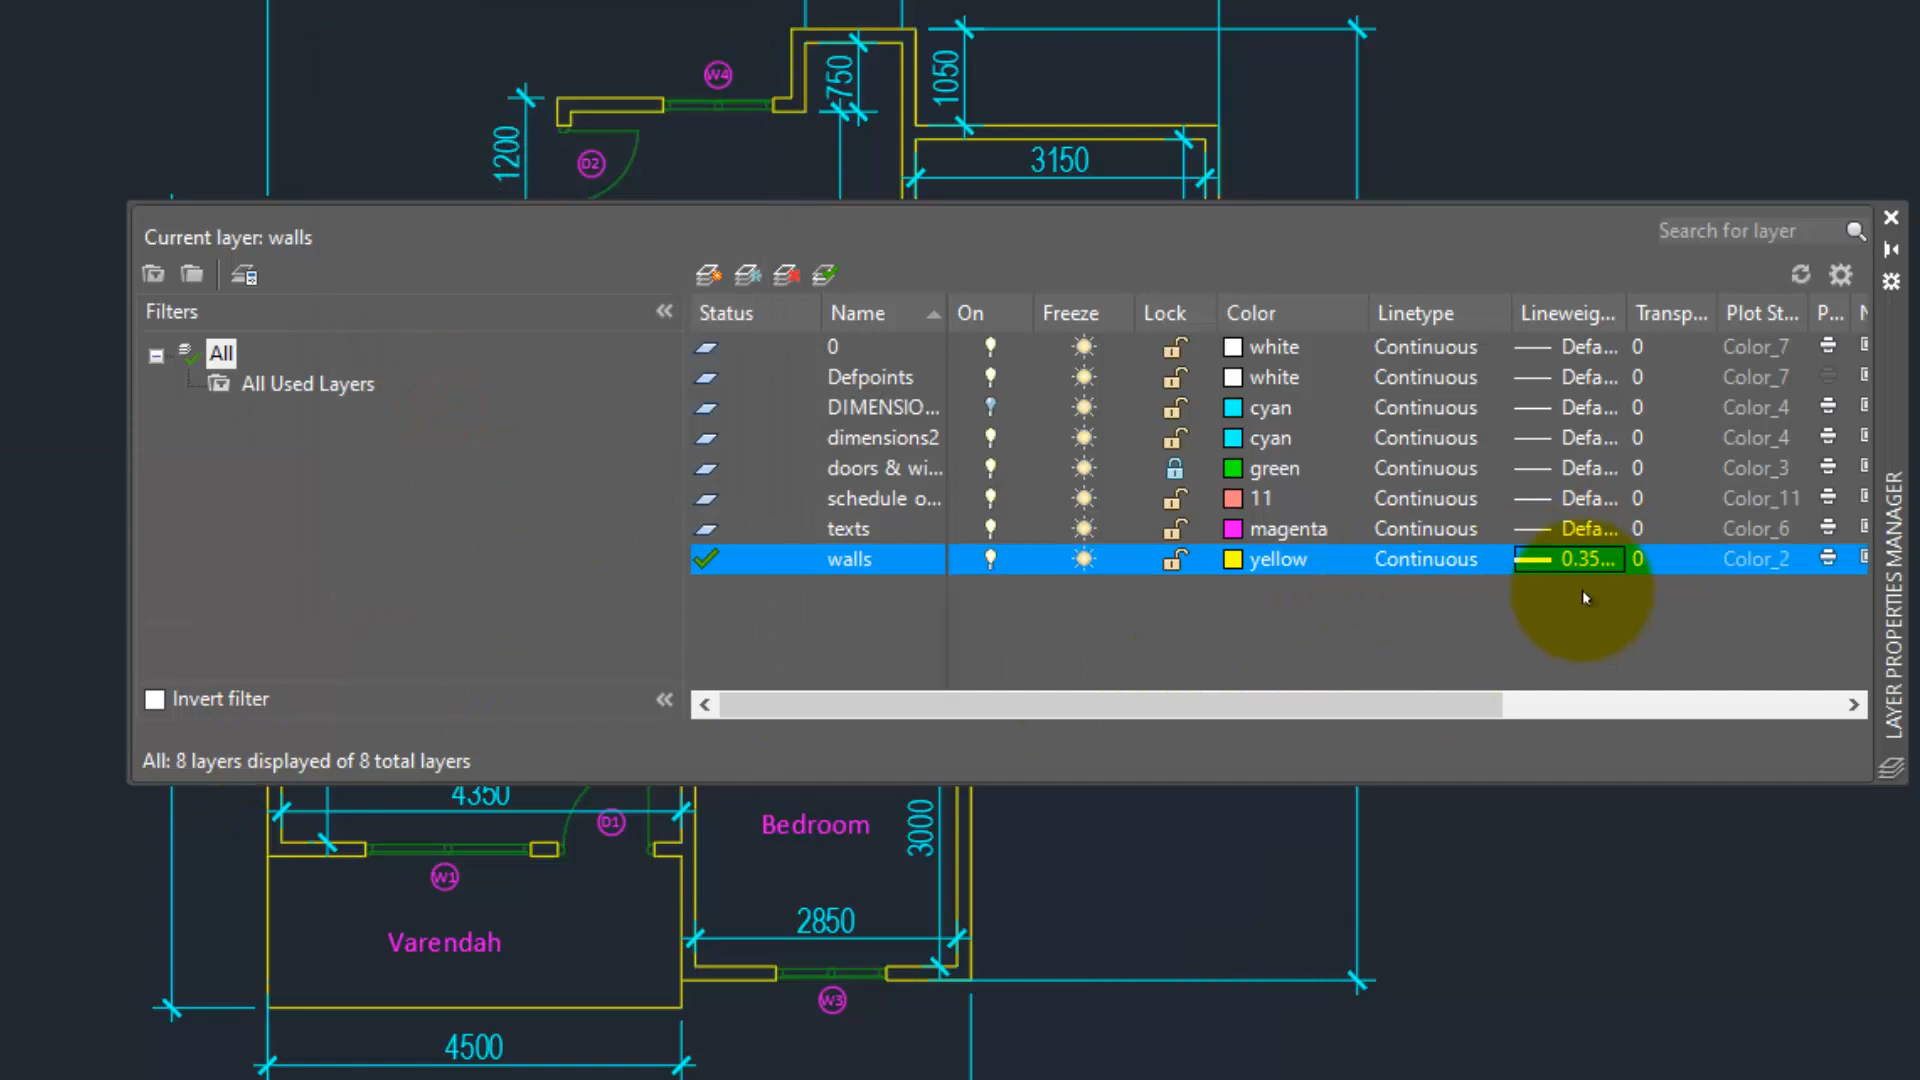 W4
750
1050
1200
D2
3150
Current layer: walls
Search for layer
Filters
All
All Used Layers
Invert filter
All: 8 layers displayed of 8 total layers
Status Name On Freeze Lock Color Linetype Lineweig... Transp... Plot St... P... N
0 white Continuous Defa... 0 Color_7
Defpoints white Continuous Defa... 0 Color_7
DIMENSIO... cyan Continuous Defa... 0 Color_4
dimensions2 cyan Continuous Defa... 0 Color_4
doors & wi... green Continuous Defa... 0 Color_3
schedule o... 11 Continuous Defa... 0 Color_11
texts magenta Continuous Defa... 0 Color_6
walls yellow Continuous 0.35... 0 Color_2
LAYER PROPERTIES MANAGER
4350
D1
Bedroom
3000
W1
2850
Varendah
W3
4500